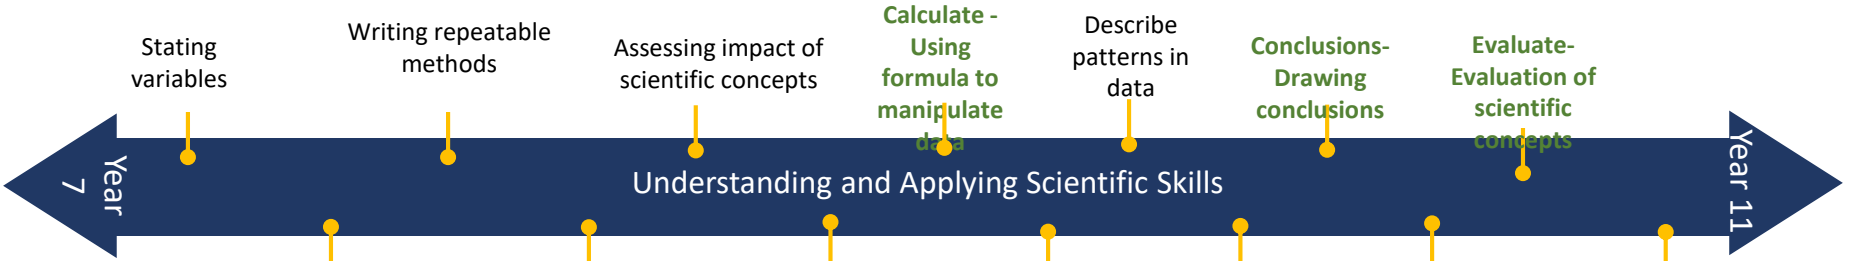 Stating
variables
Writing repeatable
methods
Assessing impact of
scientific concepts
Calculate -
Using
formula to
manipulate
data
Describe
patterns in
data
Conclusions-
Drawing
conclusions
Evaluate-
Evaluation of
scientific
concepts
Year
7
Understanding and Applying Scientific Skills
Year 11